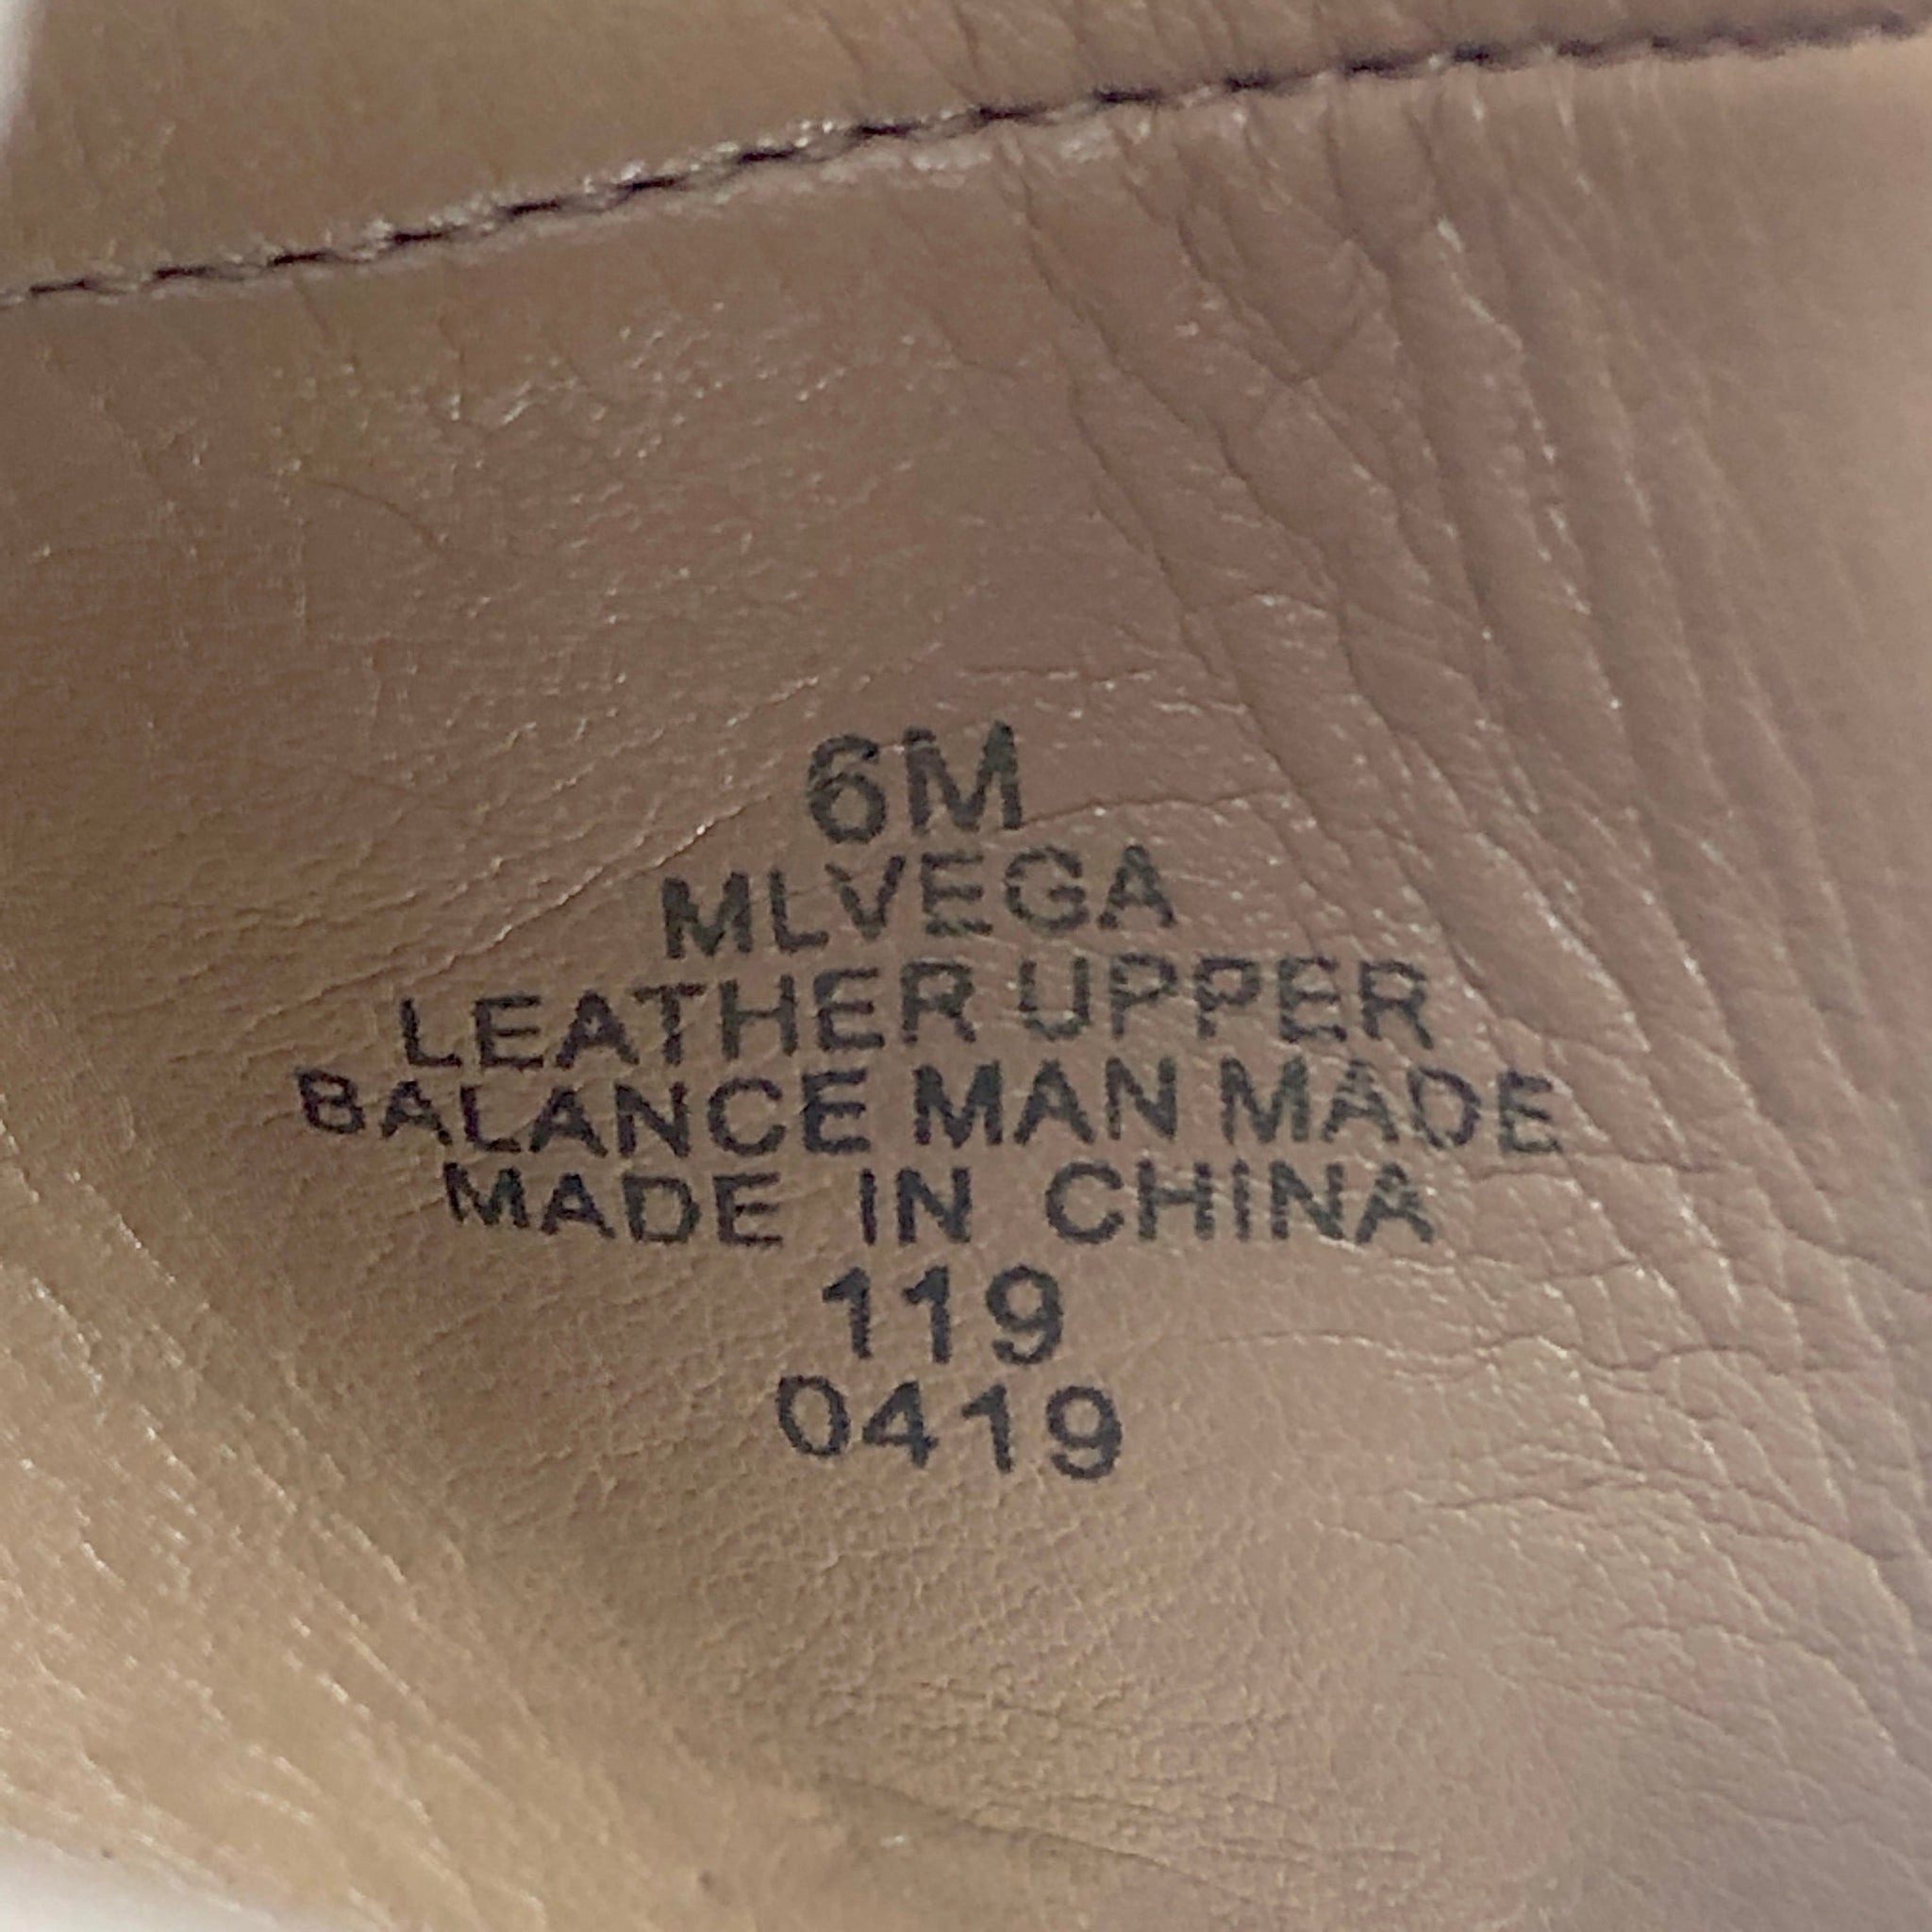 6M
MLVEGA
LEATHER UPPER
BALANCE MAN MADE
MADE IN CHINA
119
0419